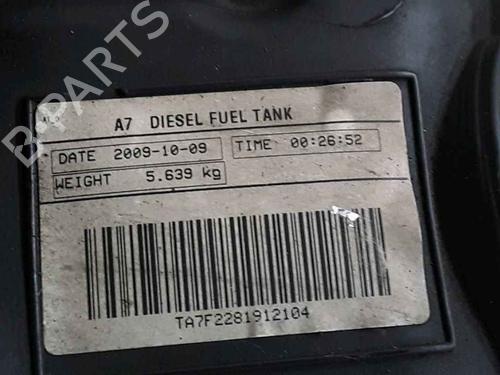 B-PARTS
A7 DIESEL FUEL TANK
DATE 2009-10-09 TIME 00:26:52
WEIGHT 5.639 kg
TA7F2281912104